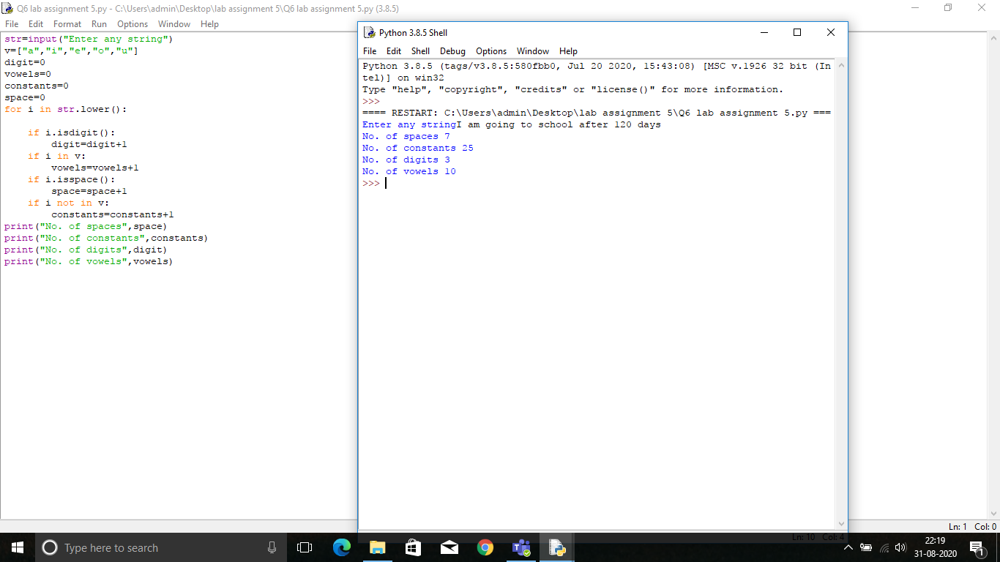 Q6 lab assignment 5.py - C:\Users\admin\Desktop\lab assignment 5\Q6 lab assignment 5.py (3.8.5)
File Edit Format Run Options Window Help
str=input("Enter any string")
v=["a","i","e","o","u"]
digit=0
vowels=0
constants=0
space=0
for i in str.lower():
    if i.isdigit():
        digit=digit+1
    if i in v:
        vowels=vowels+1
    if i.isspace():
        space=space+1
    if i not in v:
        constants=constants+1
print("No. of spaces",space)
print("No. of constants",constants)
print("No. of digits",digit)
print("No. of vowels",vowels)
Python 3.8.5 Shell
File Edit Shell Debug Options Window Help
Python 3.8.5 (tags/v3.8.5:580fbb0, Jul 20 2020, 15:43:08) [MSC v.1926 32 bit (In
tel)] on win32
Type "help", "copyright", "credits" or "license()" for more information.
>>>
==== RESTART: C:\Users\admin\Desktop\lab assignment 5\Q6 lab assignment 5.py ===
Enter any stringI am going to school after 120 days
No. of spaces 7
No. of constants 25
No. of digits 3
No. of vowels 10
>>>
Ln: 1 Col: 0
Ln: 10 Col: 4
Type here to search
22:19
31-08-2020
1